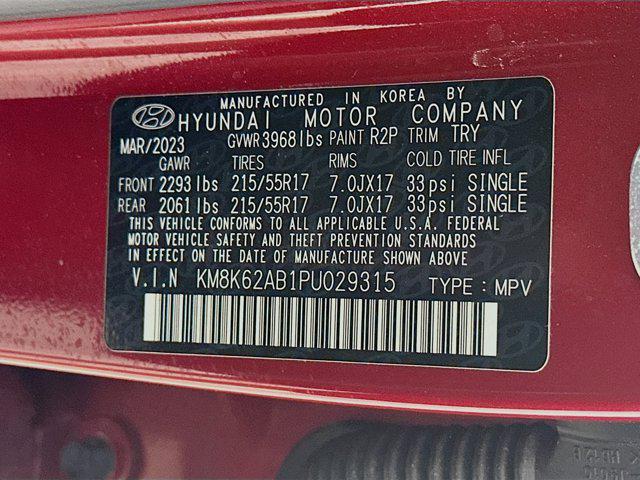 MANUFACTURED IN KOREA BY
HYUNDAI MOTOR COMPANY
MAR/2023 GVWR 3968lbs PAINT R2P TRIM TRY
GAWR TIRES RIMS COLD TIRE INFL
FRONT 2293lbs 215/55R17 7.0JX17 33psi SINGLE
REAR 2061lbs 215/55R17 7.0JX17 33psi SINGLE
THIS VEHICLE CONFORMS TO ALL APPLICABLE U.S.A. FEDERAL
MOTOR VEHICLE SAFETY AND THEFT PREVENTION STANDARDS
IN EFFECT ON THE DATE OF MANUFACTURE SHOWN ABOVE
V.I.N KM8K62AB1PU029315 TYPE : MPV